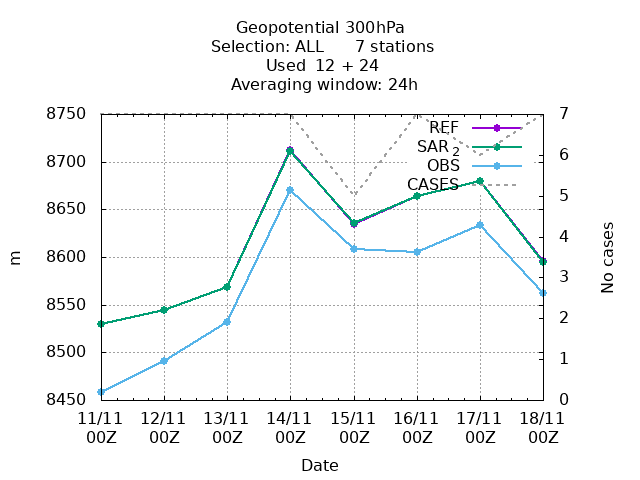 Geopotential 300hPa
Selection: ALL 7 stations
Used 12 + 24
Averaging window: 24h
8750
8700
8650
8600
8550
8500
8450
m
7
6
5
4
3
2
1
0
No cases
REF
SAR 2
OBS
CASES
11/11 12/11 13/11 14/11 15/11 16/11 17/11 18/11
00Z 00Z 00Z 00Z 00Z 00Z 00Z 00Z
Date